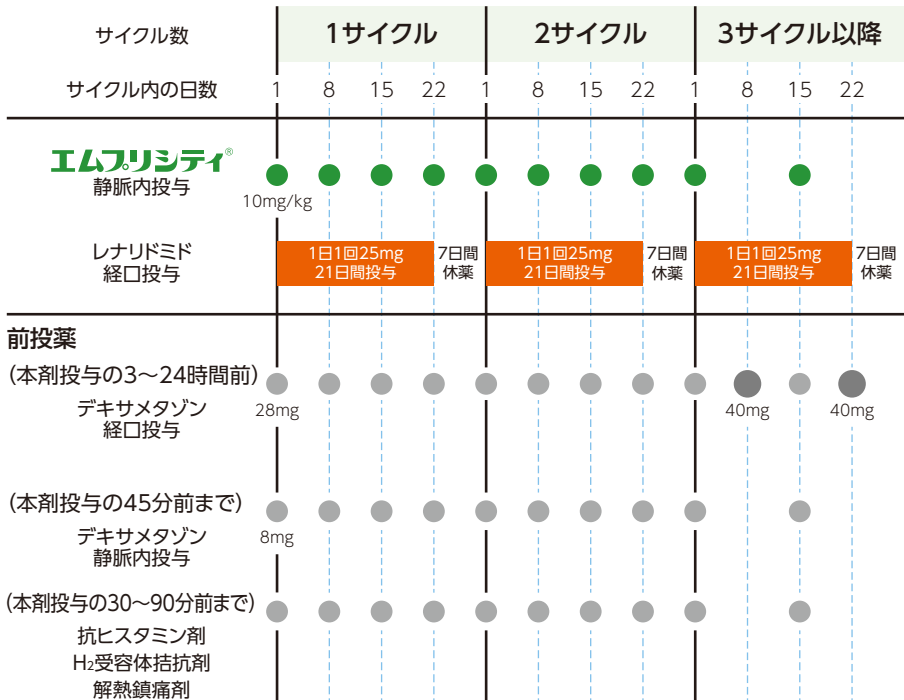 サイクル数 1サイクル 2サイクル 3サイクル以降
サイクル内の日数 1 8 15 22 1 8 15 22 1 8 15 22
エムプリシティ®
静脈内投与
10mg/kg
レナリドミド
経口投与
1日1回25mg
21日間投与
7日間
休薬
1日1回25mg
21日間投与
7日間
休薬
1日1回25mg
21日間投与
7日間
休薬
前投薬
(本剤投与の3〜24時間前)
デキサメタゾン
経口投与
28mg
40mg
40mg
(本剤投与の45分前まで)
デキサメタゾン
静脈内投与
8mg
(本剤投与の30〜90分前まで)
抗ヒスタミン剤
H₂受容体拮抗剤
解熱鎮痛剤